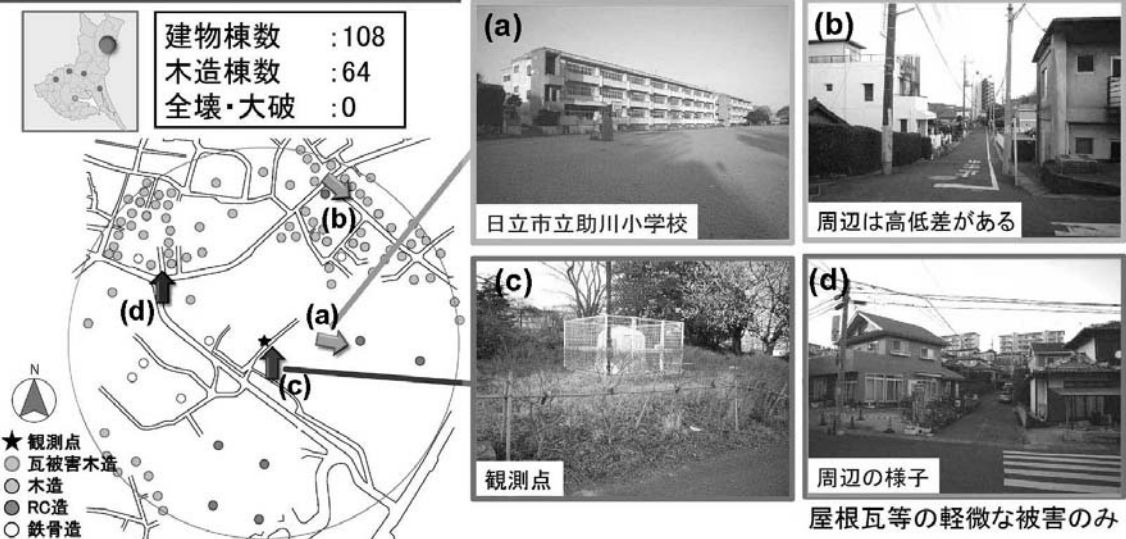 建物棟数 :108
木造棟数 :64
全壊・大破 :0
(a)
日立市立助川小学校
(b)
周辺は高低差がある
(b)
(d)
(a)
(c)
N
★ 観測点
瓦被害木造
木造
RC造
鉄骨造
(c)
観測点
(d)
周辺の様子
屋根瓦等の軽微な被害のみ